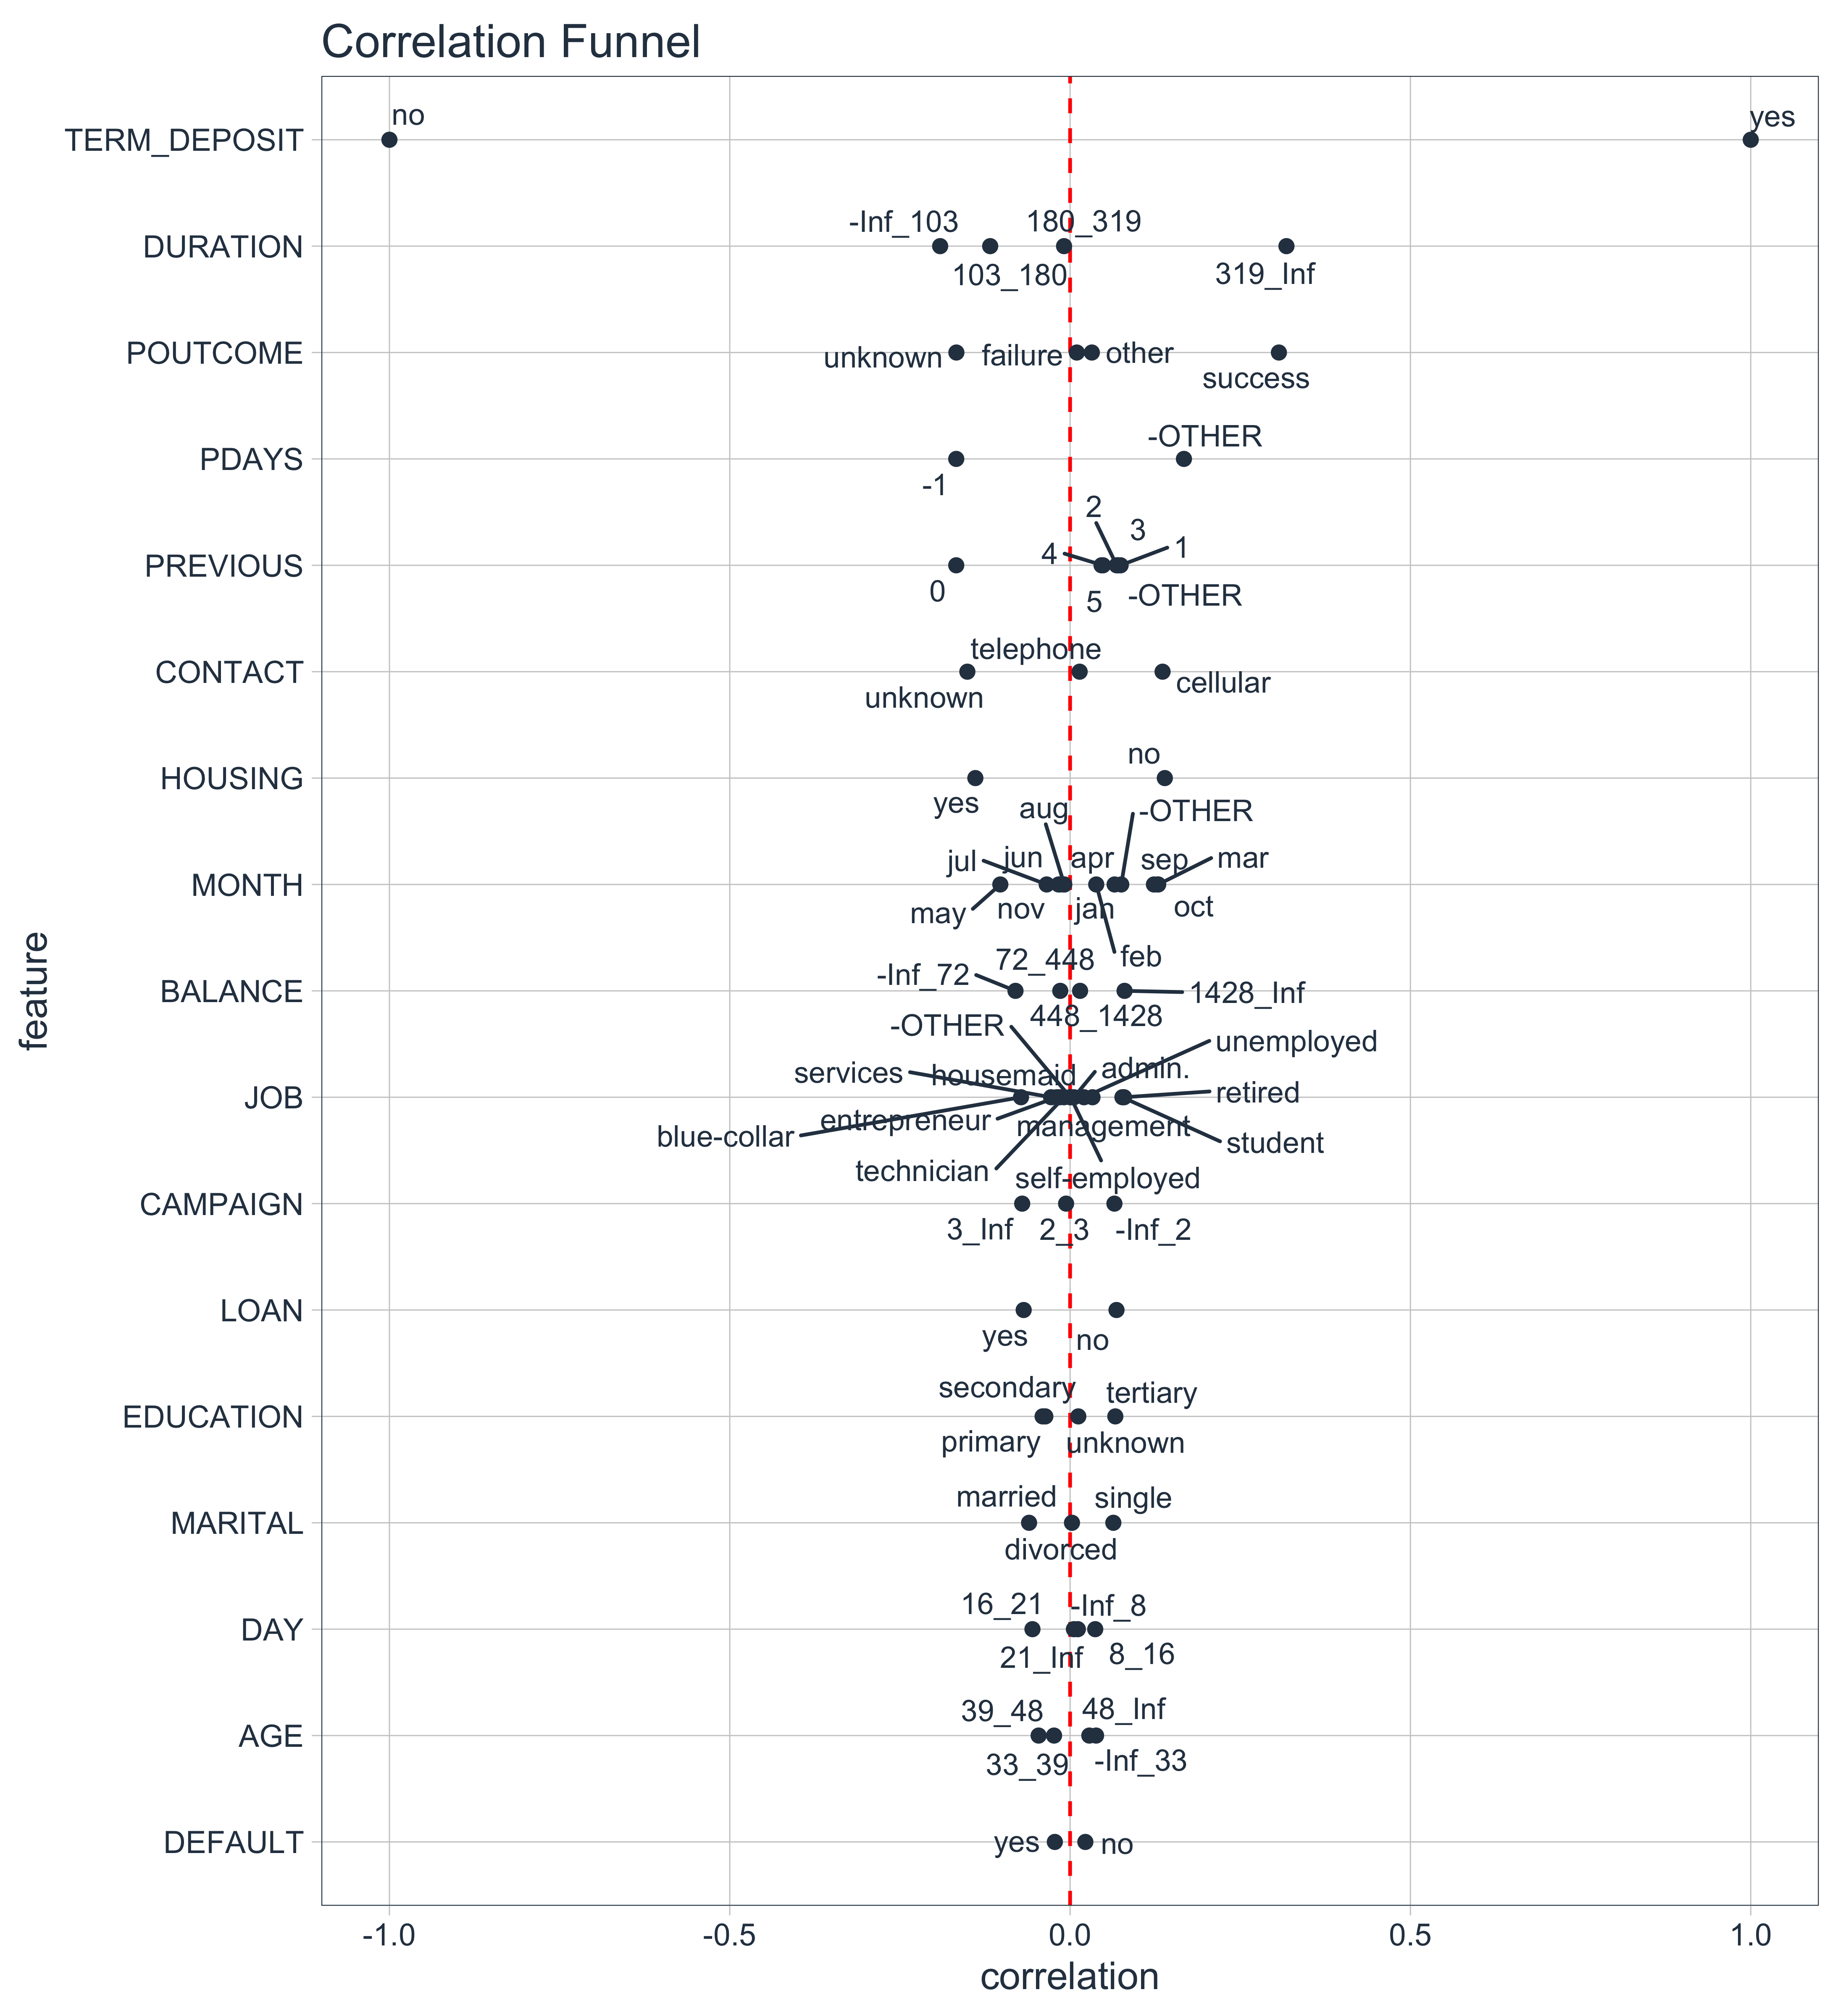 Correlation Funnel
no
yes
TERM_DEPOSIT
-Inf_103
180_319
DURATION
103_180
319_Inf
POUTCOME
unknown
failure
other
success
-OTHER
PDAYS
-1
2
3
4
1
PREVIOUS
0
5
-OTHER
telephone
CONTACT
unknown
cellular
no
HOUSING
yes
aug
-OTHER
jul
jun
apr
sep
mar
MONTH
may
nov
jan
oct
feb
72_448
-Inf_72
BALANCE
1428_Inf
448_1428
-OTHER
unemployed
services
housemaid
admin.
JOB
retired
entrepreneur
management
blue-collar
student
technician
self-employed
CAMPAIGN
3_Inf
2_3
-Inf_2
LOAN
yes
no
secondary
tertiary
EDUCATION
primary
unknown
married
single
MARITAL
divorced
16_21
-Inf_8
DAY
21_Inf
8_16
39_48
48_Inf
AGE
33_39
-Inf_33
DEFAULT
yes
no
feature
-1.0
-0.5
0.0
0.5
1.0
correlation